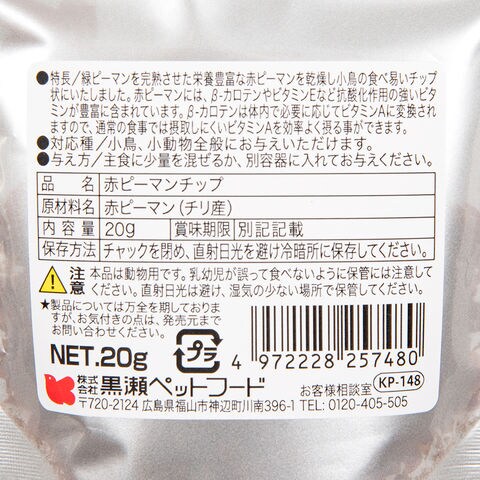 ●特長/緑ピーマンを完熟させた栄養豊富な赤ピーマンを乾燥し小鳥の食べ易いチップ
状にいたしました。赤ピーマンには、β-カロテンやビタミンEなど抗酸化作用の強いビタ
ミンが豊富に含まれています。β-カロテンは体内で必要に応じてビタミンAに変換され
ますので、通常の食事では摂取しにくいビタミンAを効率よく摂る事ができます。
●対応種/小鳥、小動物全般にお与えいただけます。
●与え方/主食に少量を混ぜるか、別容器に入れてお与えください。
品名 赤ピーマンチップ
原材料名 赤ピーマン(チリ産)
内容量 20g 賞味期限 別記記載
保存方法 チャックを閉め、直射日光を避け冷暗所に保存してください。
注意 本品は動物用です。乳幼児が誤って食べないように保管には注意して
ください。直射日光は避け、湿気の少ない場所で保管してください。
★製品については万全を期しております
が、お気付きの点は、発売元まで
お問い合わせください。
NET.20g
プラ
4 972228 257480
株式会社 黒瀬ペットフード
お客様相談室 KP-148
〒720-2124 広島県福山市神辺町川南396-1 TEL:0120-405-505